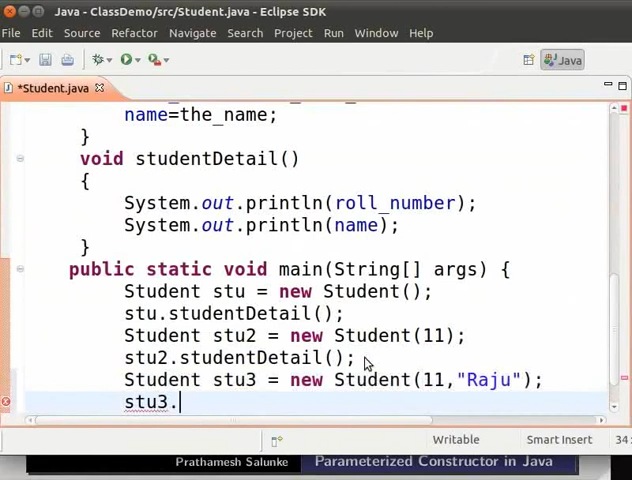 Java - ClassDemo/src/Student.java - Eclipse SDK
File Edit Source Refactor Navigate Search Project Run Window Help
Java
*Student.java
name=the_name;
}
void studentDetail()
{
System.out.println(roll_number);
System.out.println(name);
}
public static void main(String[] args) {
Student stu = new Student();
stu.studentDetail();
Student stu2 = new Student(11);
stu2.studentDetail();
Student stu3 = new Student(11,"Raju");
stu3.
Writable Smart Insert 34:
Prathamesh Salunke Parameterized Constructor in Java